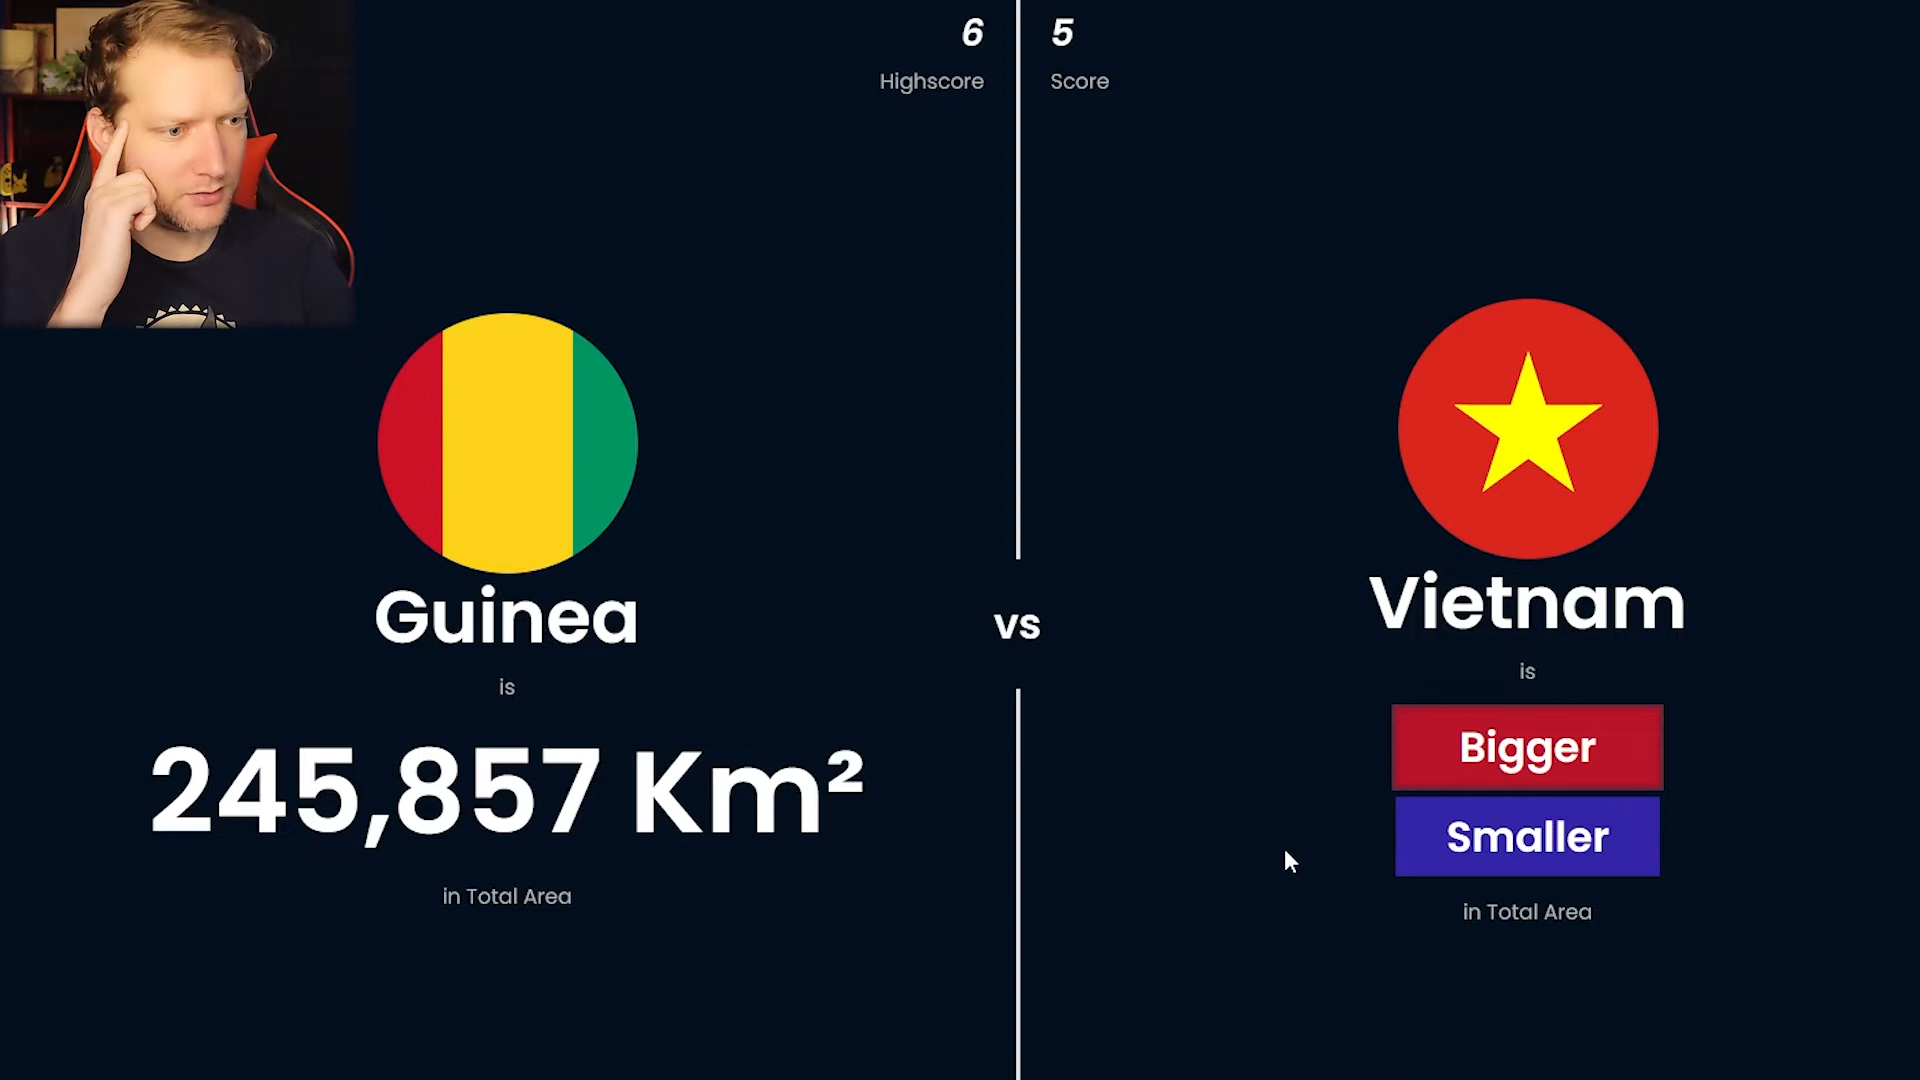 6
Highscore
5
Score
Guinea
is
245,857 Km²
in Total Area
vs
Vietnam
is
Bigger
Smaller
in Total Area